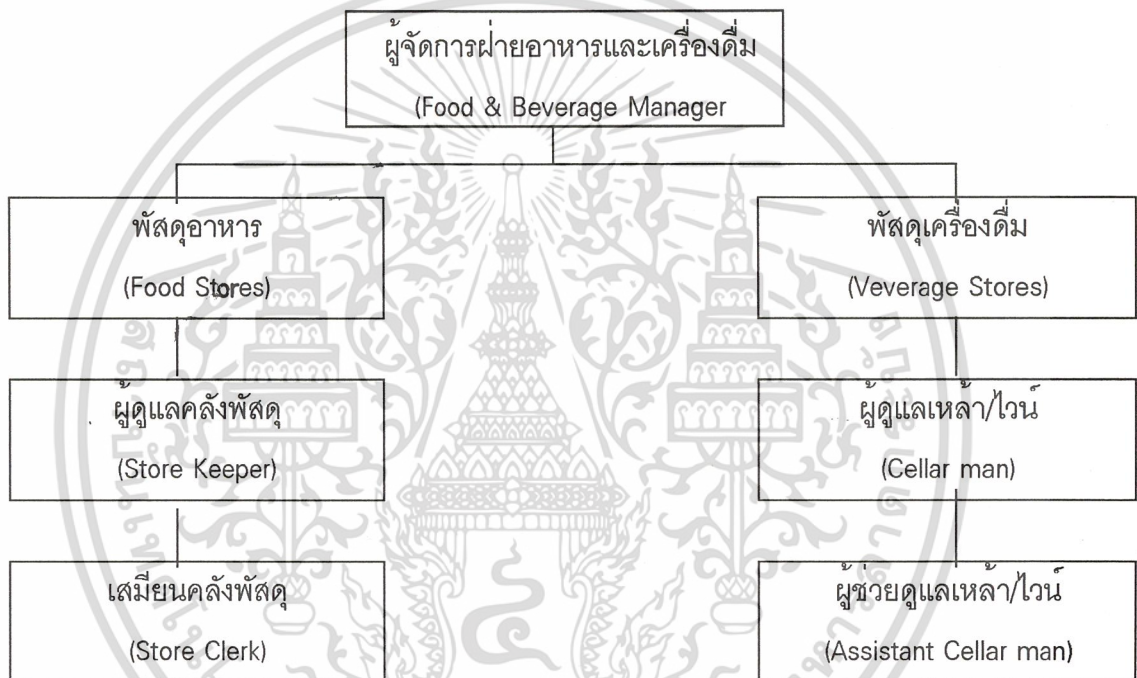 ผู้จัดการฝ่ายอาหารและเครื่องดื่ม
(Food & Beverage Manager
พัสดุอาหาร
(Food Stores)
พัสดุเครื่องดื่ม
(Veverage Stores)
ผู้ดูแลคลังพัสดุ
(Store Keeper)
ผู้ดูแลเหล้า/ไวน์
(Cellar man)
เสมียนคลังพัสดุ
(Store Clerk)
ผู้ช่วยดูแลเหล้า/ไวน์
(Assistant Cellar man)